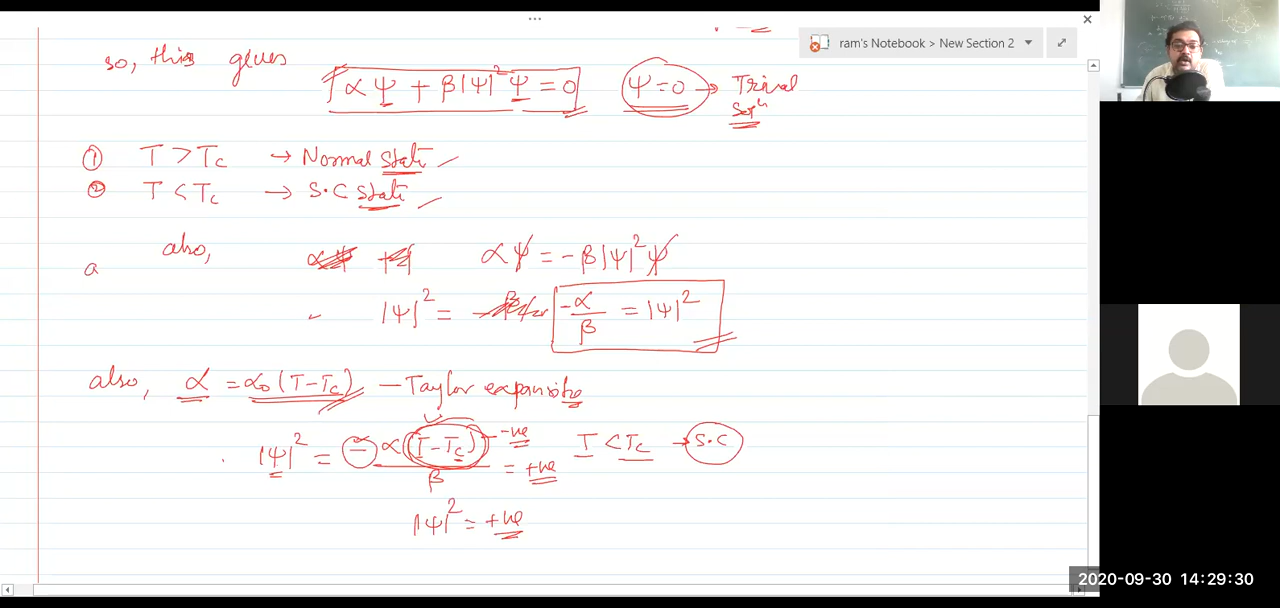 ram's Notebook > New Section 2
so, this gives
αΨ + β|Ψ|²Ψ = 0 Ψ = 0 → Trival
Solⁿ
① T > Tc → Normal state
② T < Tc → S.C state
also, αΨ = -β|Ψ|²Ψ
a
|Ψ|² = -α/β = |Ψ|²
also, α = α₀(T-Tc) — Taylor expansion
|Ψ|² = -α(T-Tc)/β -ve = +ve T < Tc → S.C
|Ψ|² = +ve
2020-09-30 14:29:30